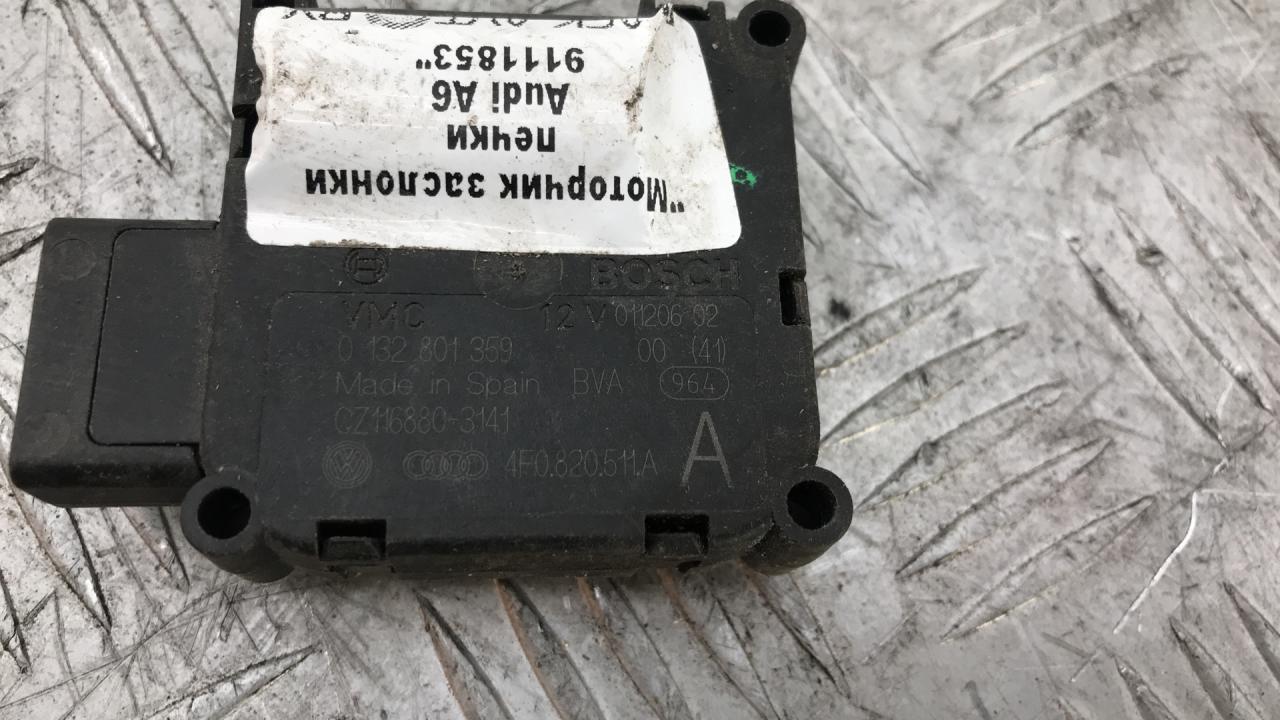 "Моторчик заслонки
печки
Audi A6
9111853"
BOSCH
VMC 12 V 011206 02
0 132 801 359 00 (41)
Made in Spain BVA 964
CZ116880-3141
4F0.820.511.A A